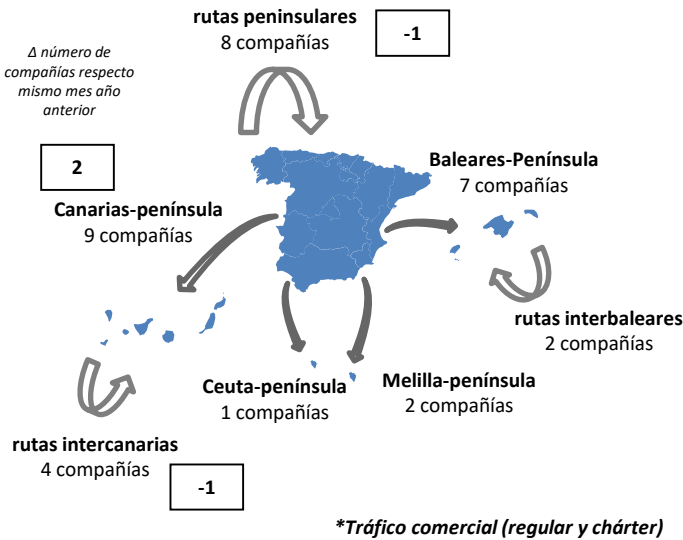 rutas peninsulares
8 compañías
-1
Δ número de
compañías respecto
mismo mes año
anterior
2
Canarias-península
9 compañías
Baleares-Península
7 compañías
rutas interbaleares
2 compañías
Ceuta-península
1 compañías
Melilla-península
2 compañías
rutas intercanarias
4 compañías
-1
*Tráfico comercial (regular y chárter)